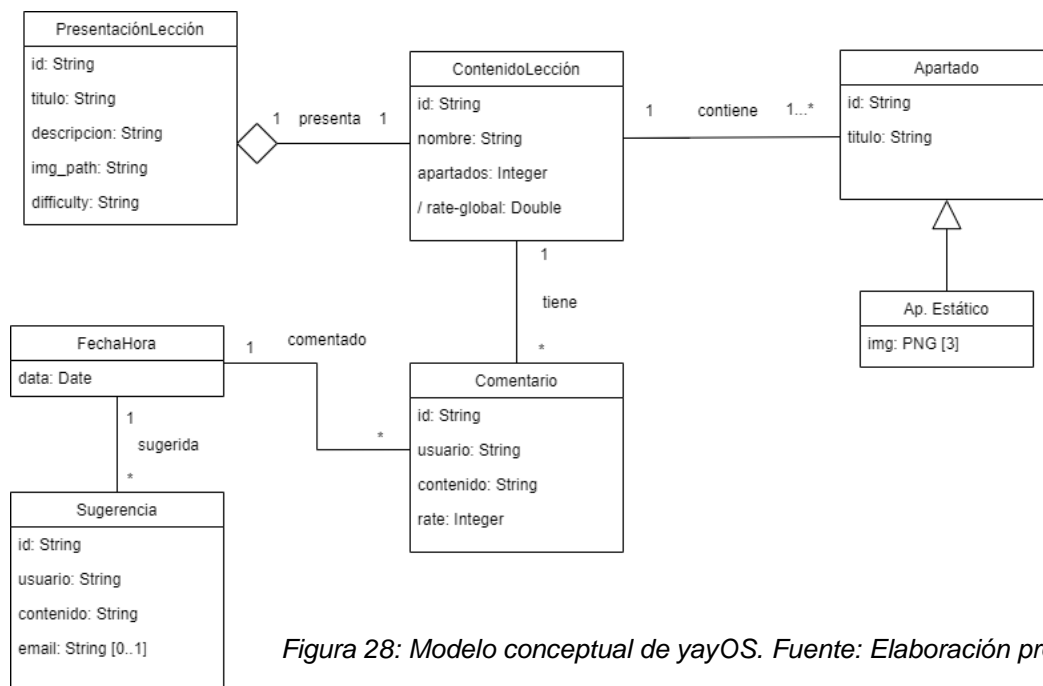 PresentaciónLección
id: String
titulo: String
descripcion: String
img_path: String
difficulty: String
1 presenta 1
ContenidoLección
id: String
nombre: String
apartados: Integer
/ rate-global: Double
1 contiene 1...*
Apartado
id: String
titulo: String
Ap. Estático
img: PNG [3]
1
tiene
*
FechaHora
data: Date
1 comentado
*
Comentario
id: String
usuario: String
contenido: String
rate: Integer
1
sugerida
*
Sugerencia
id: String
usuario: String
contenido: String
email: String [0..1]
Figura 28: Modelo conceptual de yayOS. Fuente: Elaboración